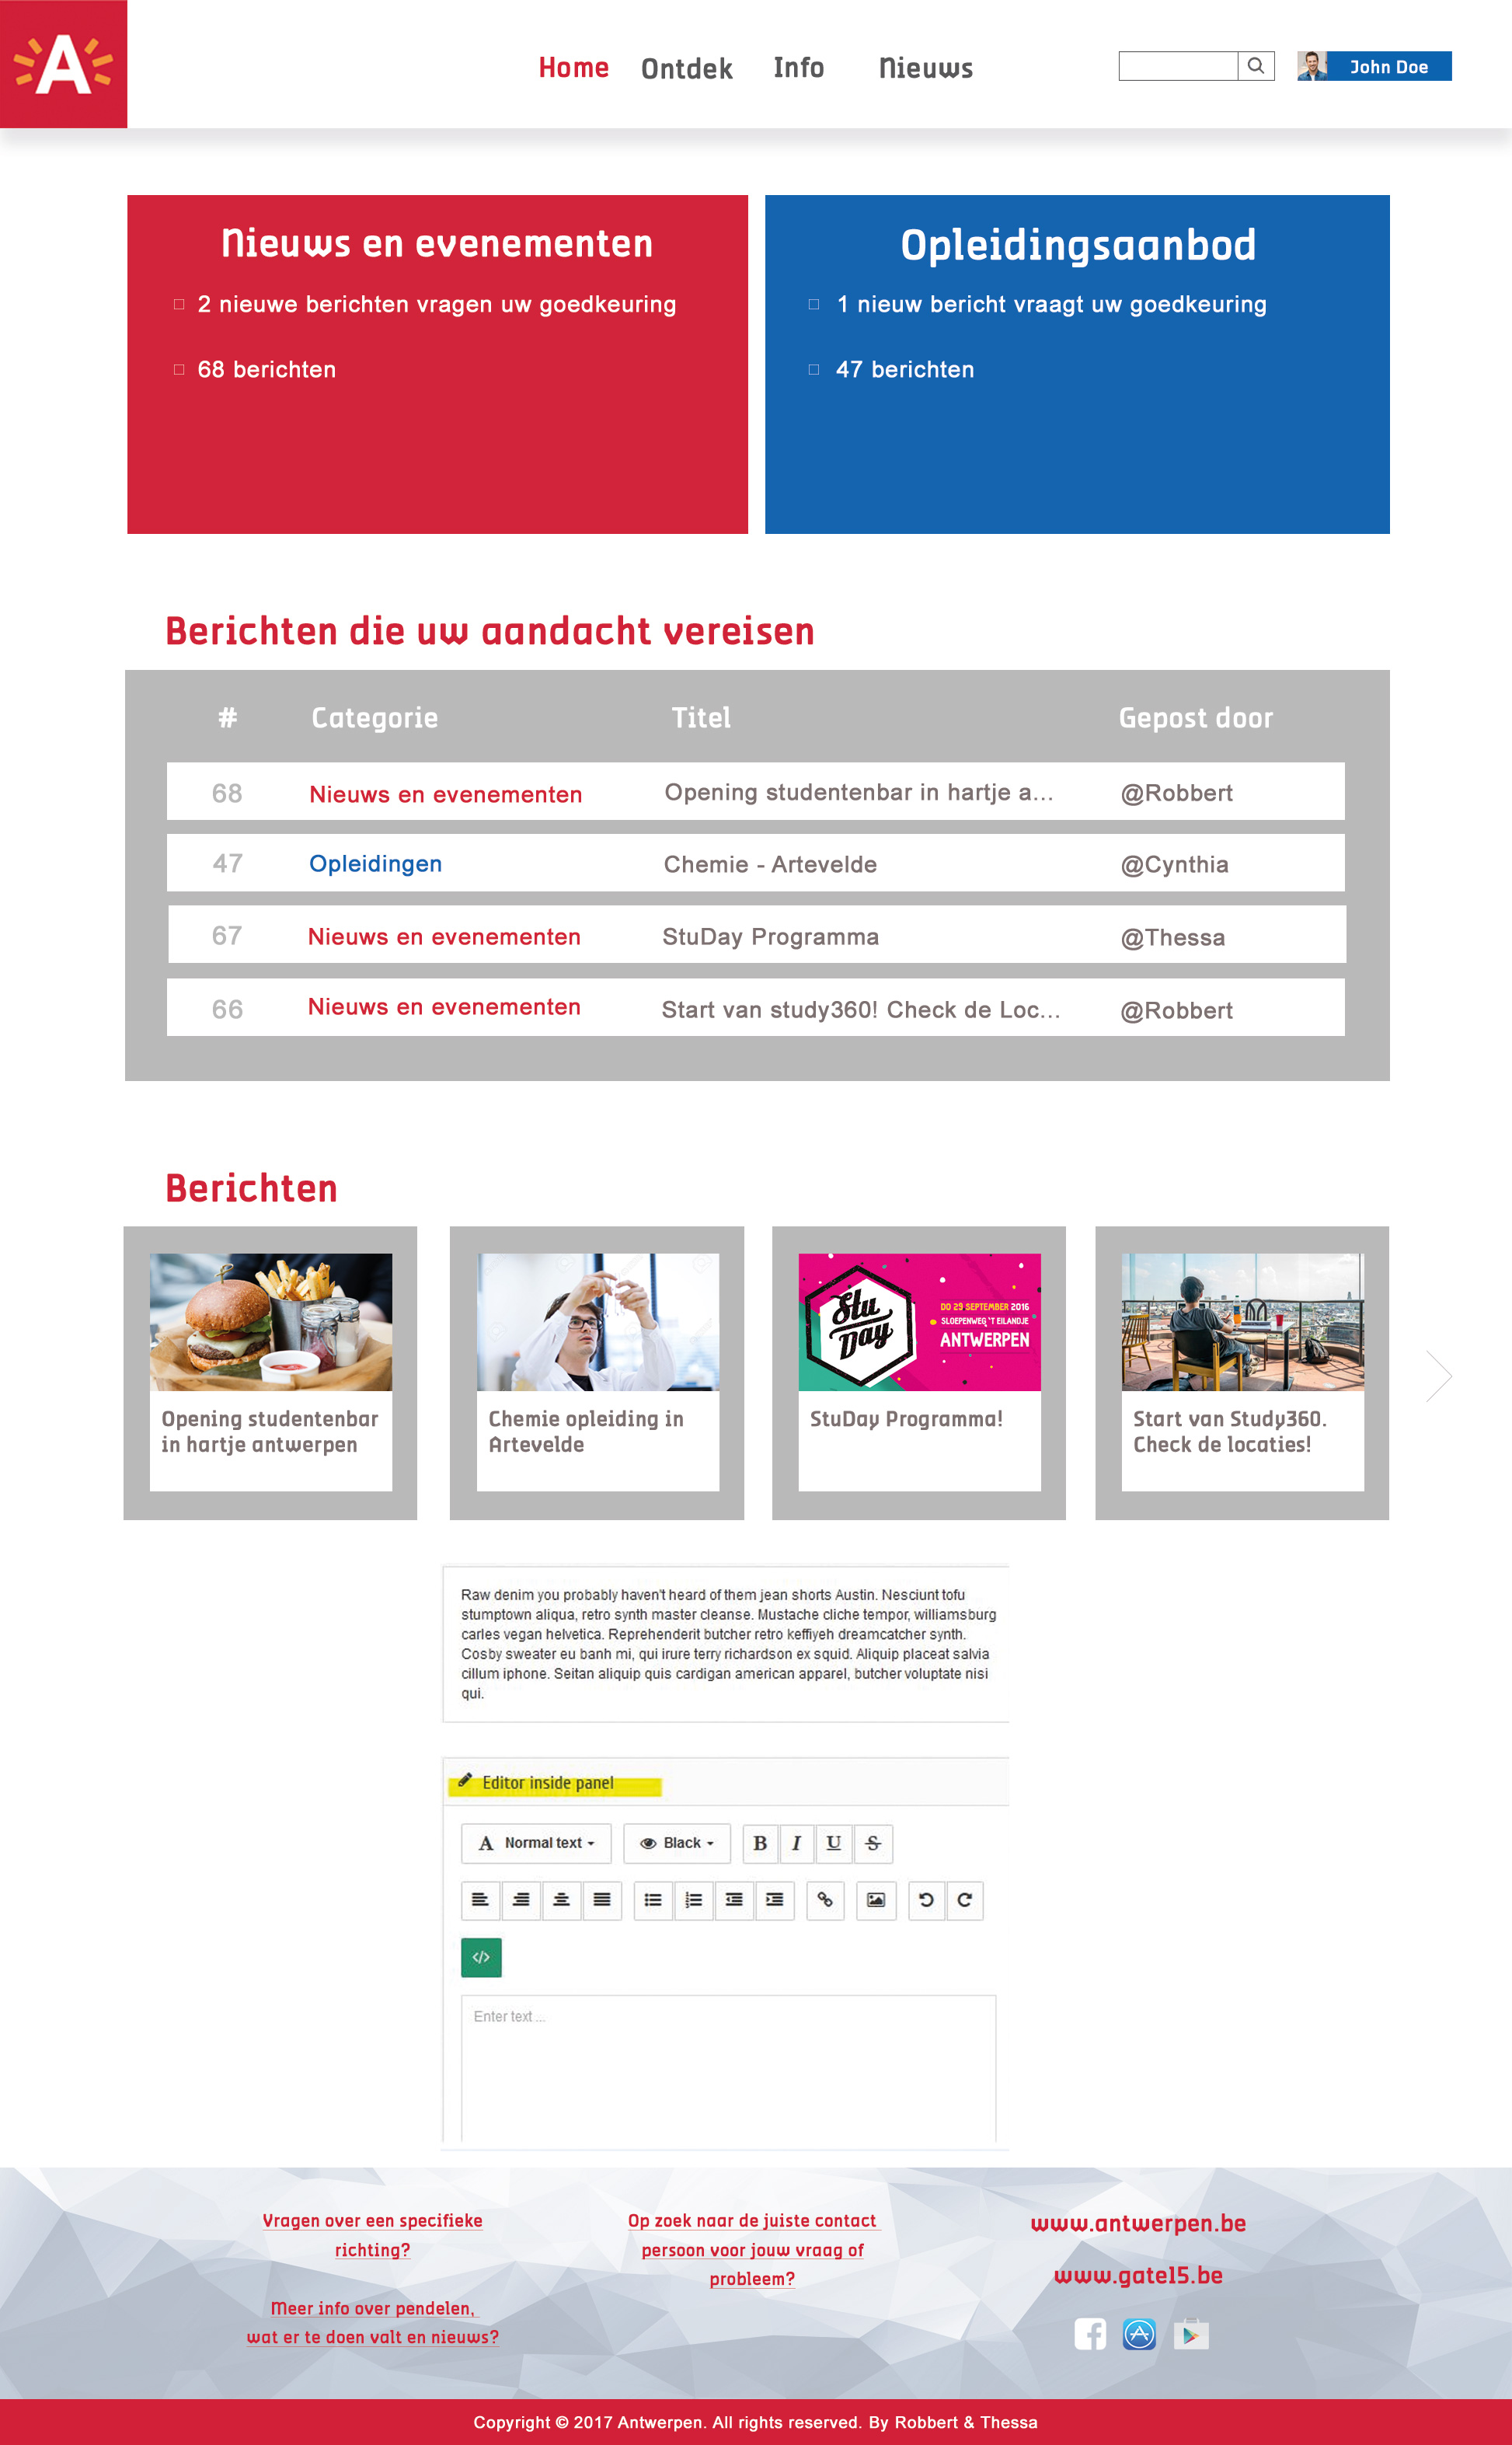 A
Home Ontdek Info Nieuws John Doe
Nieuws en evenementen
2 nieuwe berichten vragen uw goedkeuring
68 berichten
Opleidingsaanbod
1 nieuw bericht vraagt uw goedkeuring
47 berichten
Berichten die uw aandacht vereisen
# Categorie Titel Gepost door
68 Nieuws en evenementen Opening studentenbar in hartje a... @Robbert
47 Opleidingen Chemie - Artevelde @Cynthia
67 Nieuws en evenementen StuDay Programma @Thessa
66 Nieuws en evenementen Start van study360! Check de Loc... @Robbert
Berichten
Opening studentenbar
in hartje antwerpen
Chemie opleiding in
Artevelde
Stu
Day
DO 29 SEPTEMBER 2016
SLOEPENWEG 'T EILANDJE
ANTWERPEN
StuDay Programma!
Start van Study360.
Check de locaties!
Raw denim you probably haven't heard of them jean shorts Austin. Nesciunt tofu
stumptown aliqua, retro synth master cleanse. Mustache cliche tempor, williamsburg
carles vegan helvetica. Reprehenderit butcher retro keffiyeh dreamcatcher synth.
Cosby sweater eu banh mi, qui irure terry richardson ex squid. Aliquip placeat salvia
cillum iphone. Seitan aliquip quis cardigan american apparel, butcher voluptate nisi
qui.
Editor inside panel
A Normal text Black B I U S
</>
Enter text ...
Vragen over een specifieke
richting?
Meer info over pendelen,
wat er te doen valt en nieuws?
Op zoek naar de juiste contact
persoon voor jouw vraag of
probleem?
www.antwerpen.be
www.gate15.be
Copyright © 2017 Antwerpen. All rights reserved. By Robbert & Thessa